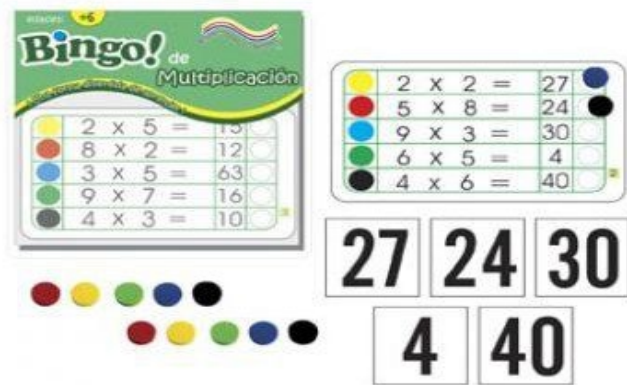 edades: +6
Bingo! de
Multiplicación
2 x 5 = 15
8 x 2 = 12
3 x 5 = 63
9 x 7 = 16
4 x 3 = 10
2 x 2 = 27
5 x 8 = 24
9 x 3 = 30
6 x 5 = 4
4 x 6 = 40
27 24 30
4 40